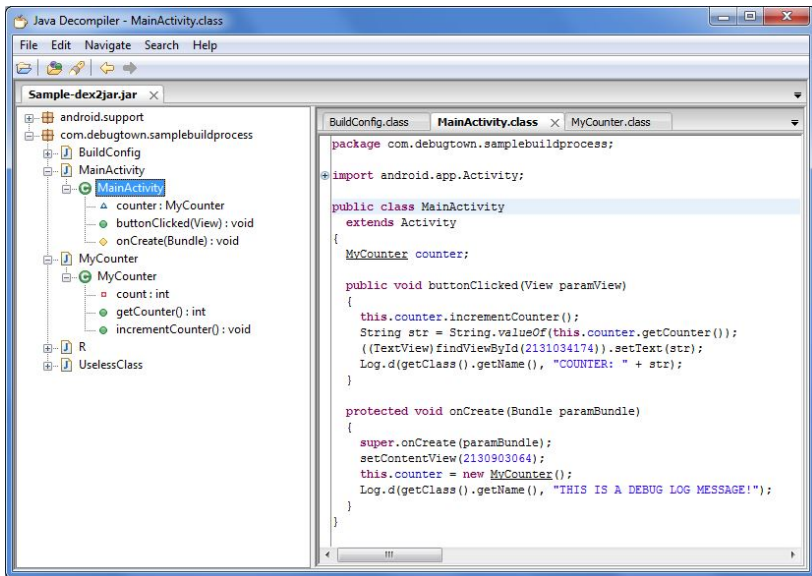 Java Decompiler - MainActivity.class
File Edit Navigate Search Help
Sample-dex2jar.jar
android.support
com.debugtown.samplebuildprocess
BuildConfig
MainActivity
MainActivity
counter : MyCounter
buttonClicked(View) : void
onCreate(Bundle) : void
MyCounter
MyCounter
count : int
getCounter() : int
incrementCounter() : void
R
UselessClass
BuildConfig.class MainActivity.class MyCounter.class
package com.debugtown.samplebuildprocess;
import android.app.Activity;
public class MainActivity
extends Activity
{
MyCounter counter;
public void buttonClicked(View paramView)
{
this.counter.incrementCounter();
String str = String.valueOf(this.counter.getCounter());
((TextView)findViewById(2131034174)).setText(str);
Log.d(getClass().getName(), "COUNTER: " + str);
}
protected void onCreate(Bundle paramBundle)
{
super.onCreate(paramBundle);
setContentView(2130903064);
this.counter = new MyCounter();
Log.d(getClass().getName(), "THIS IS A DEBUG LOG MESSAGE!");
}
}